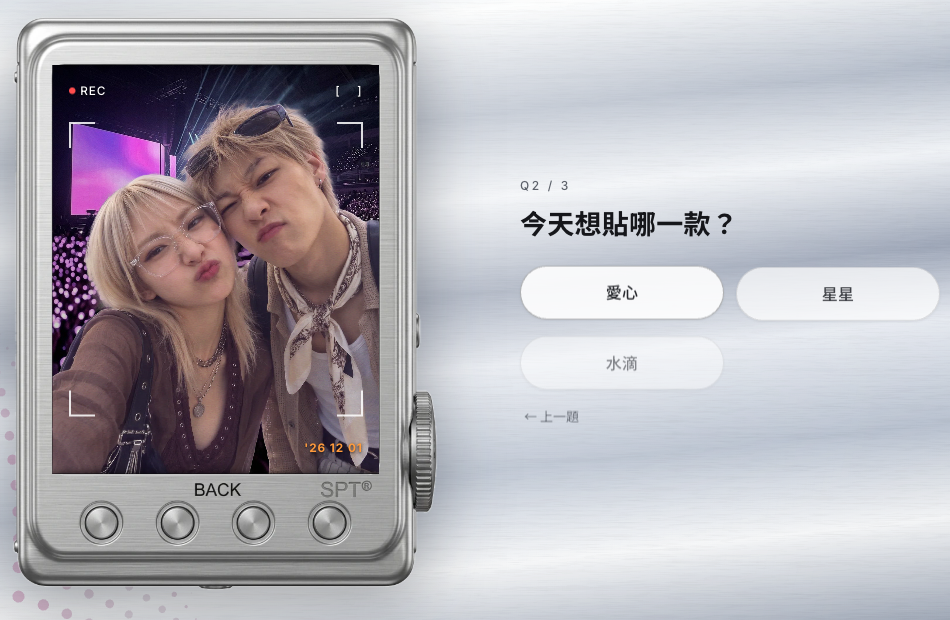 REC
[ ]
'26 12 01
BACK
SPT®
Q2 / 3
今天想貼哪一款？
愛心
星星
水滴
← 上一題